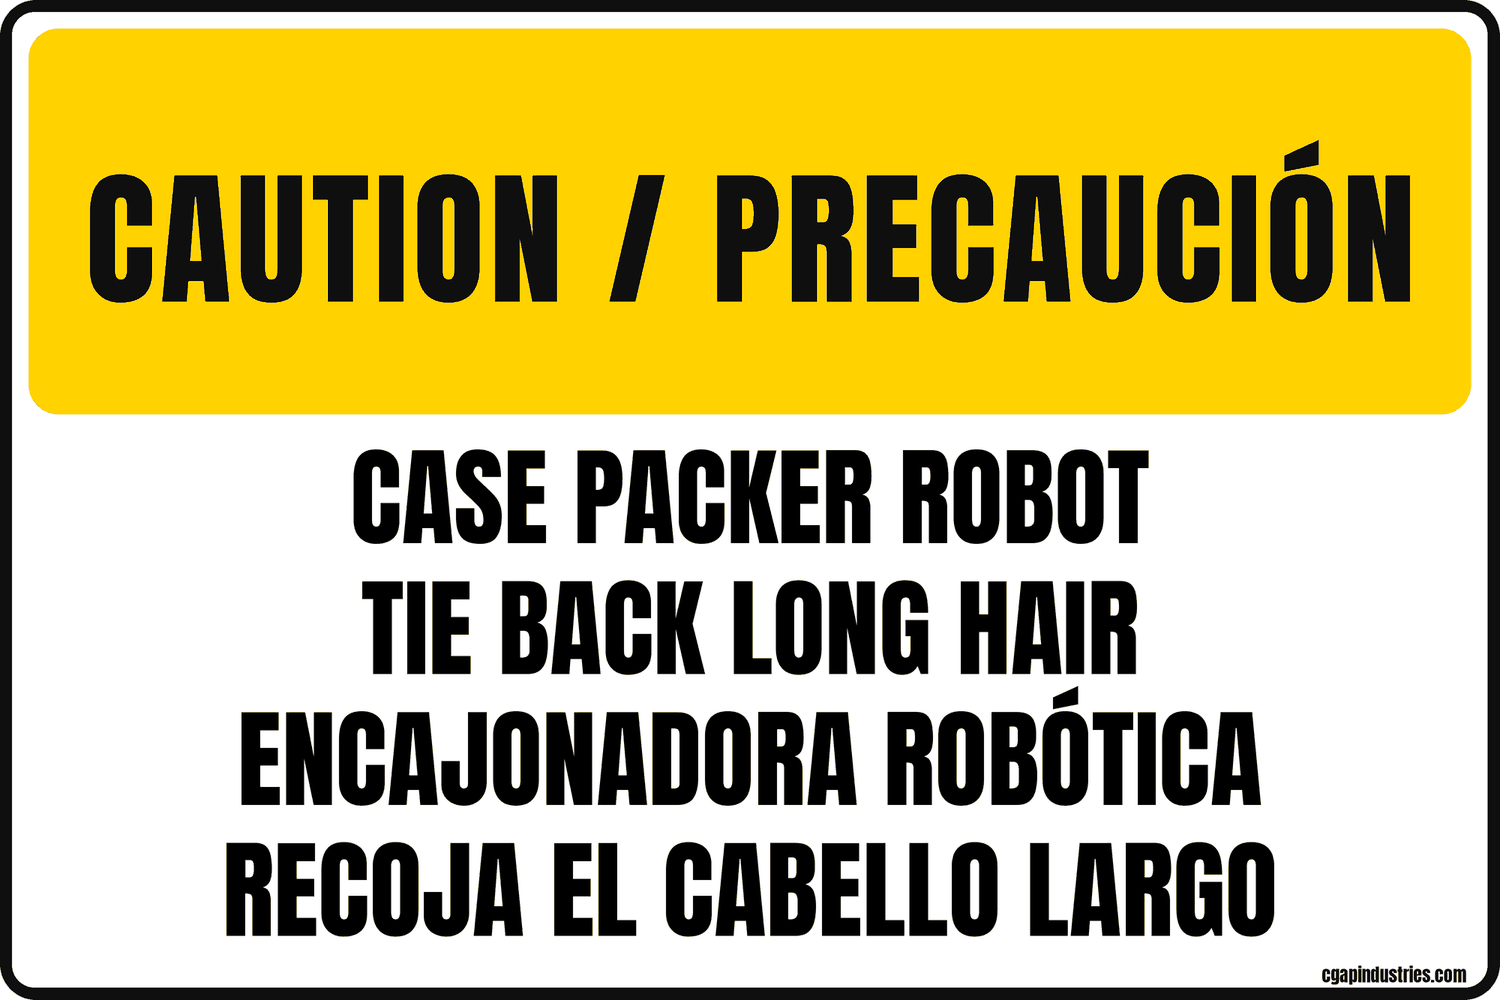 CAUTION / PRECAUCIÓN
CASE PACKER ROBOT
TIE BACK LONG HAIR
ENCAJONADORA ROBÓTICA
RECOJA EL CABELLO LARGO
cgapindustries.com